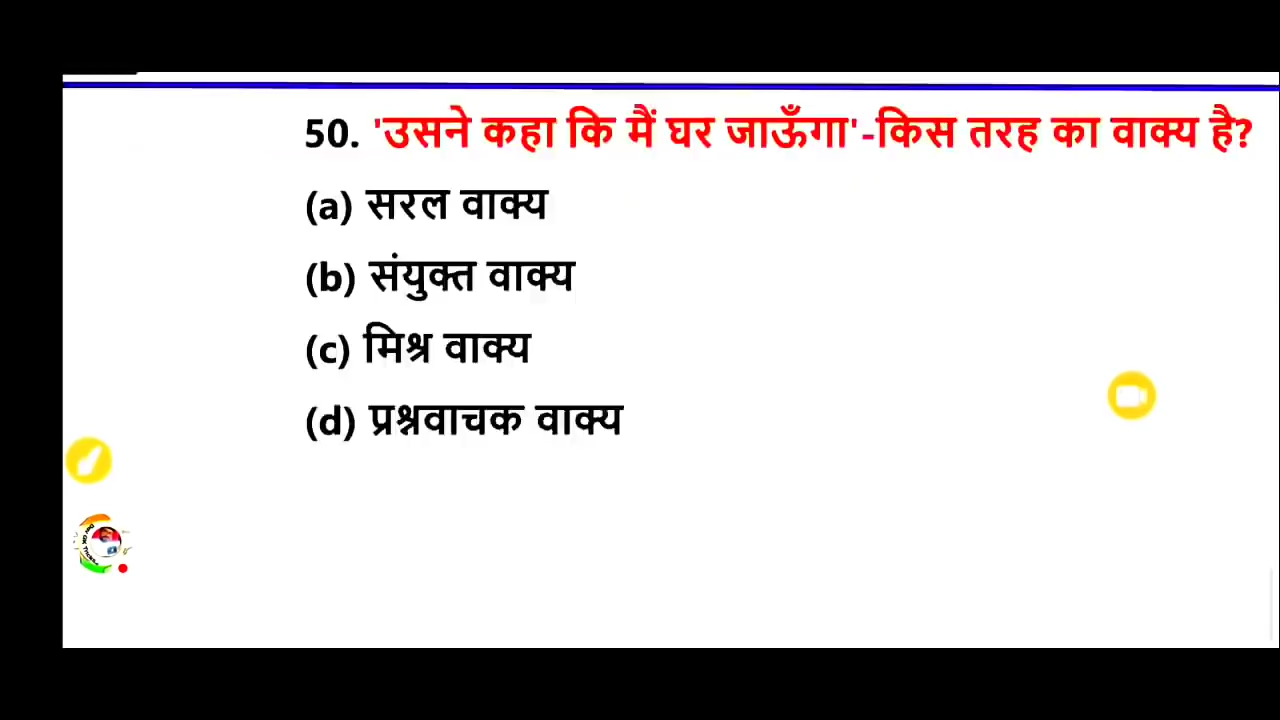 50. 'उसने कहा कि मैं घर जाऊँगा'-किस तरह का वाक्य है?
(a) सरल वाक्य
(b) संयुक्त वाक्य
(c) मिश्र वाक्य
(d) प्रश्नवाचक वाक्य